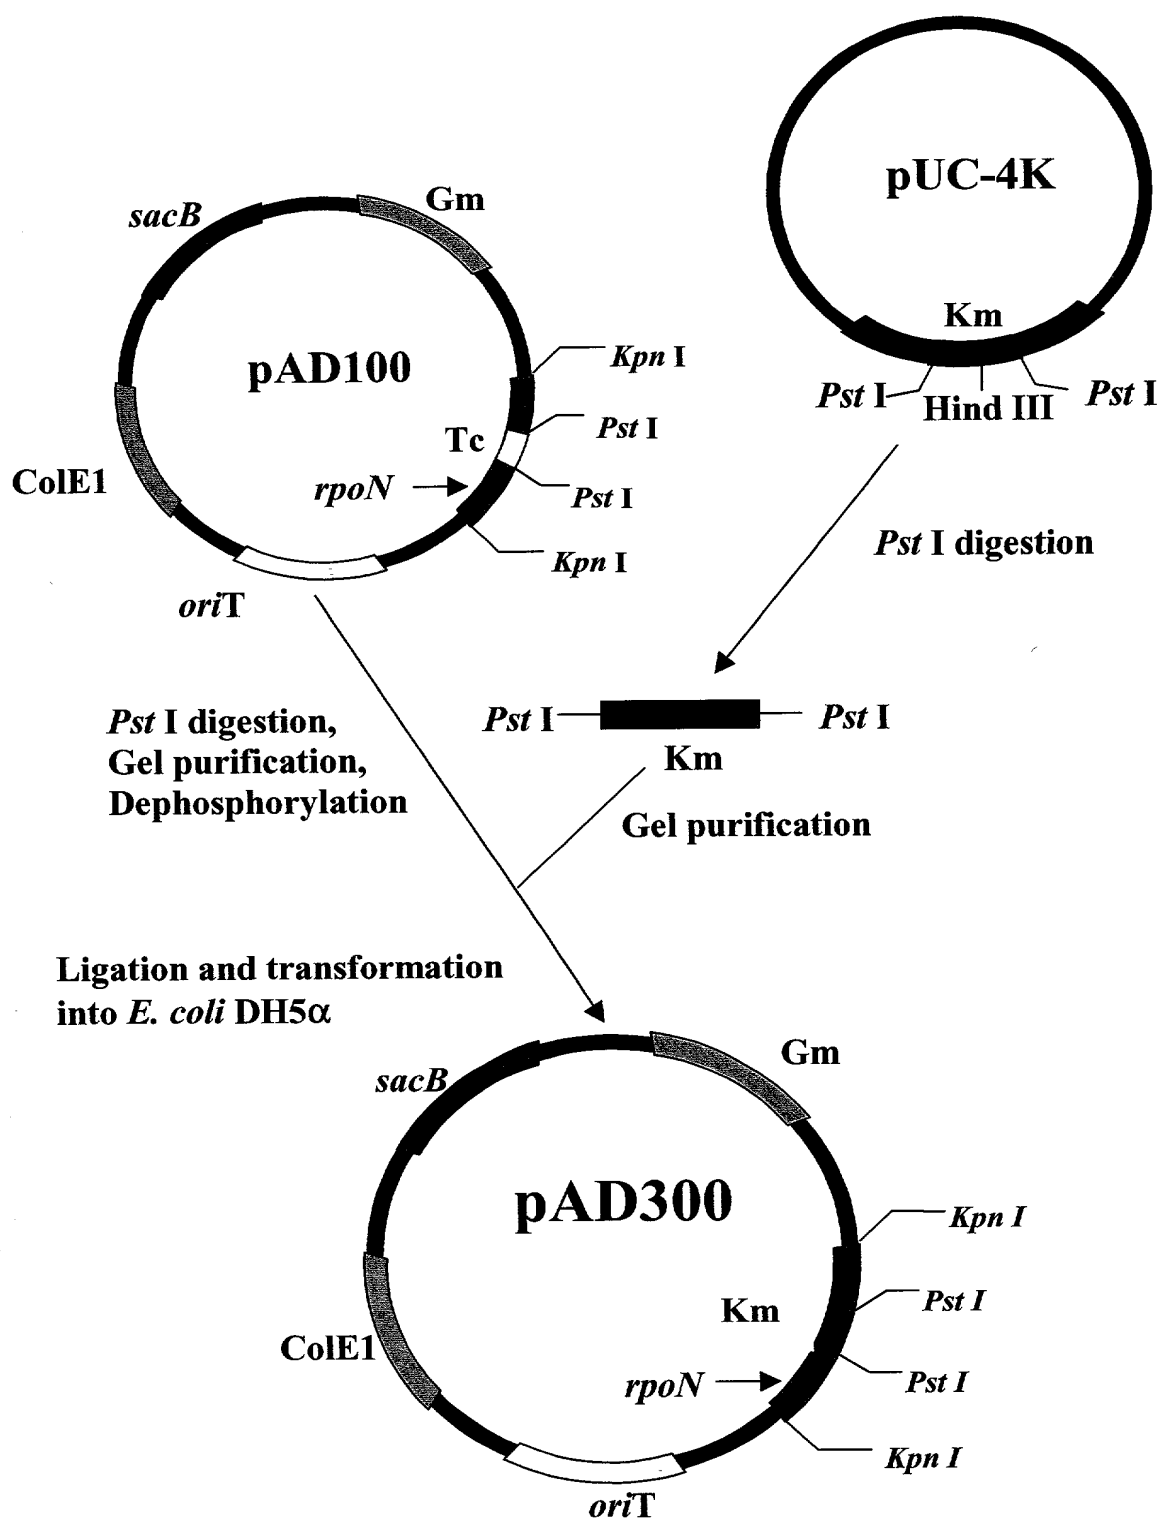 pUC-4K
Km
Pst I
Hind III
Pst I
sacB
Gm
pAD100
Kpn I
Pst I
Tc
rpoN
Pst I
Kpn I
ColE1
oriT
Pst I digestion
Pst I digestion,
Gel purification,
Dephosphorylation
Pst I
Pst I
Km
Gel purification
Ligation and transformation
into E. coli DH5α
sacB
Gm
pAD300
Kpn I
Km
Pst I
ColE1
rpoN
Pst I
Kpn I
oriT